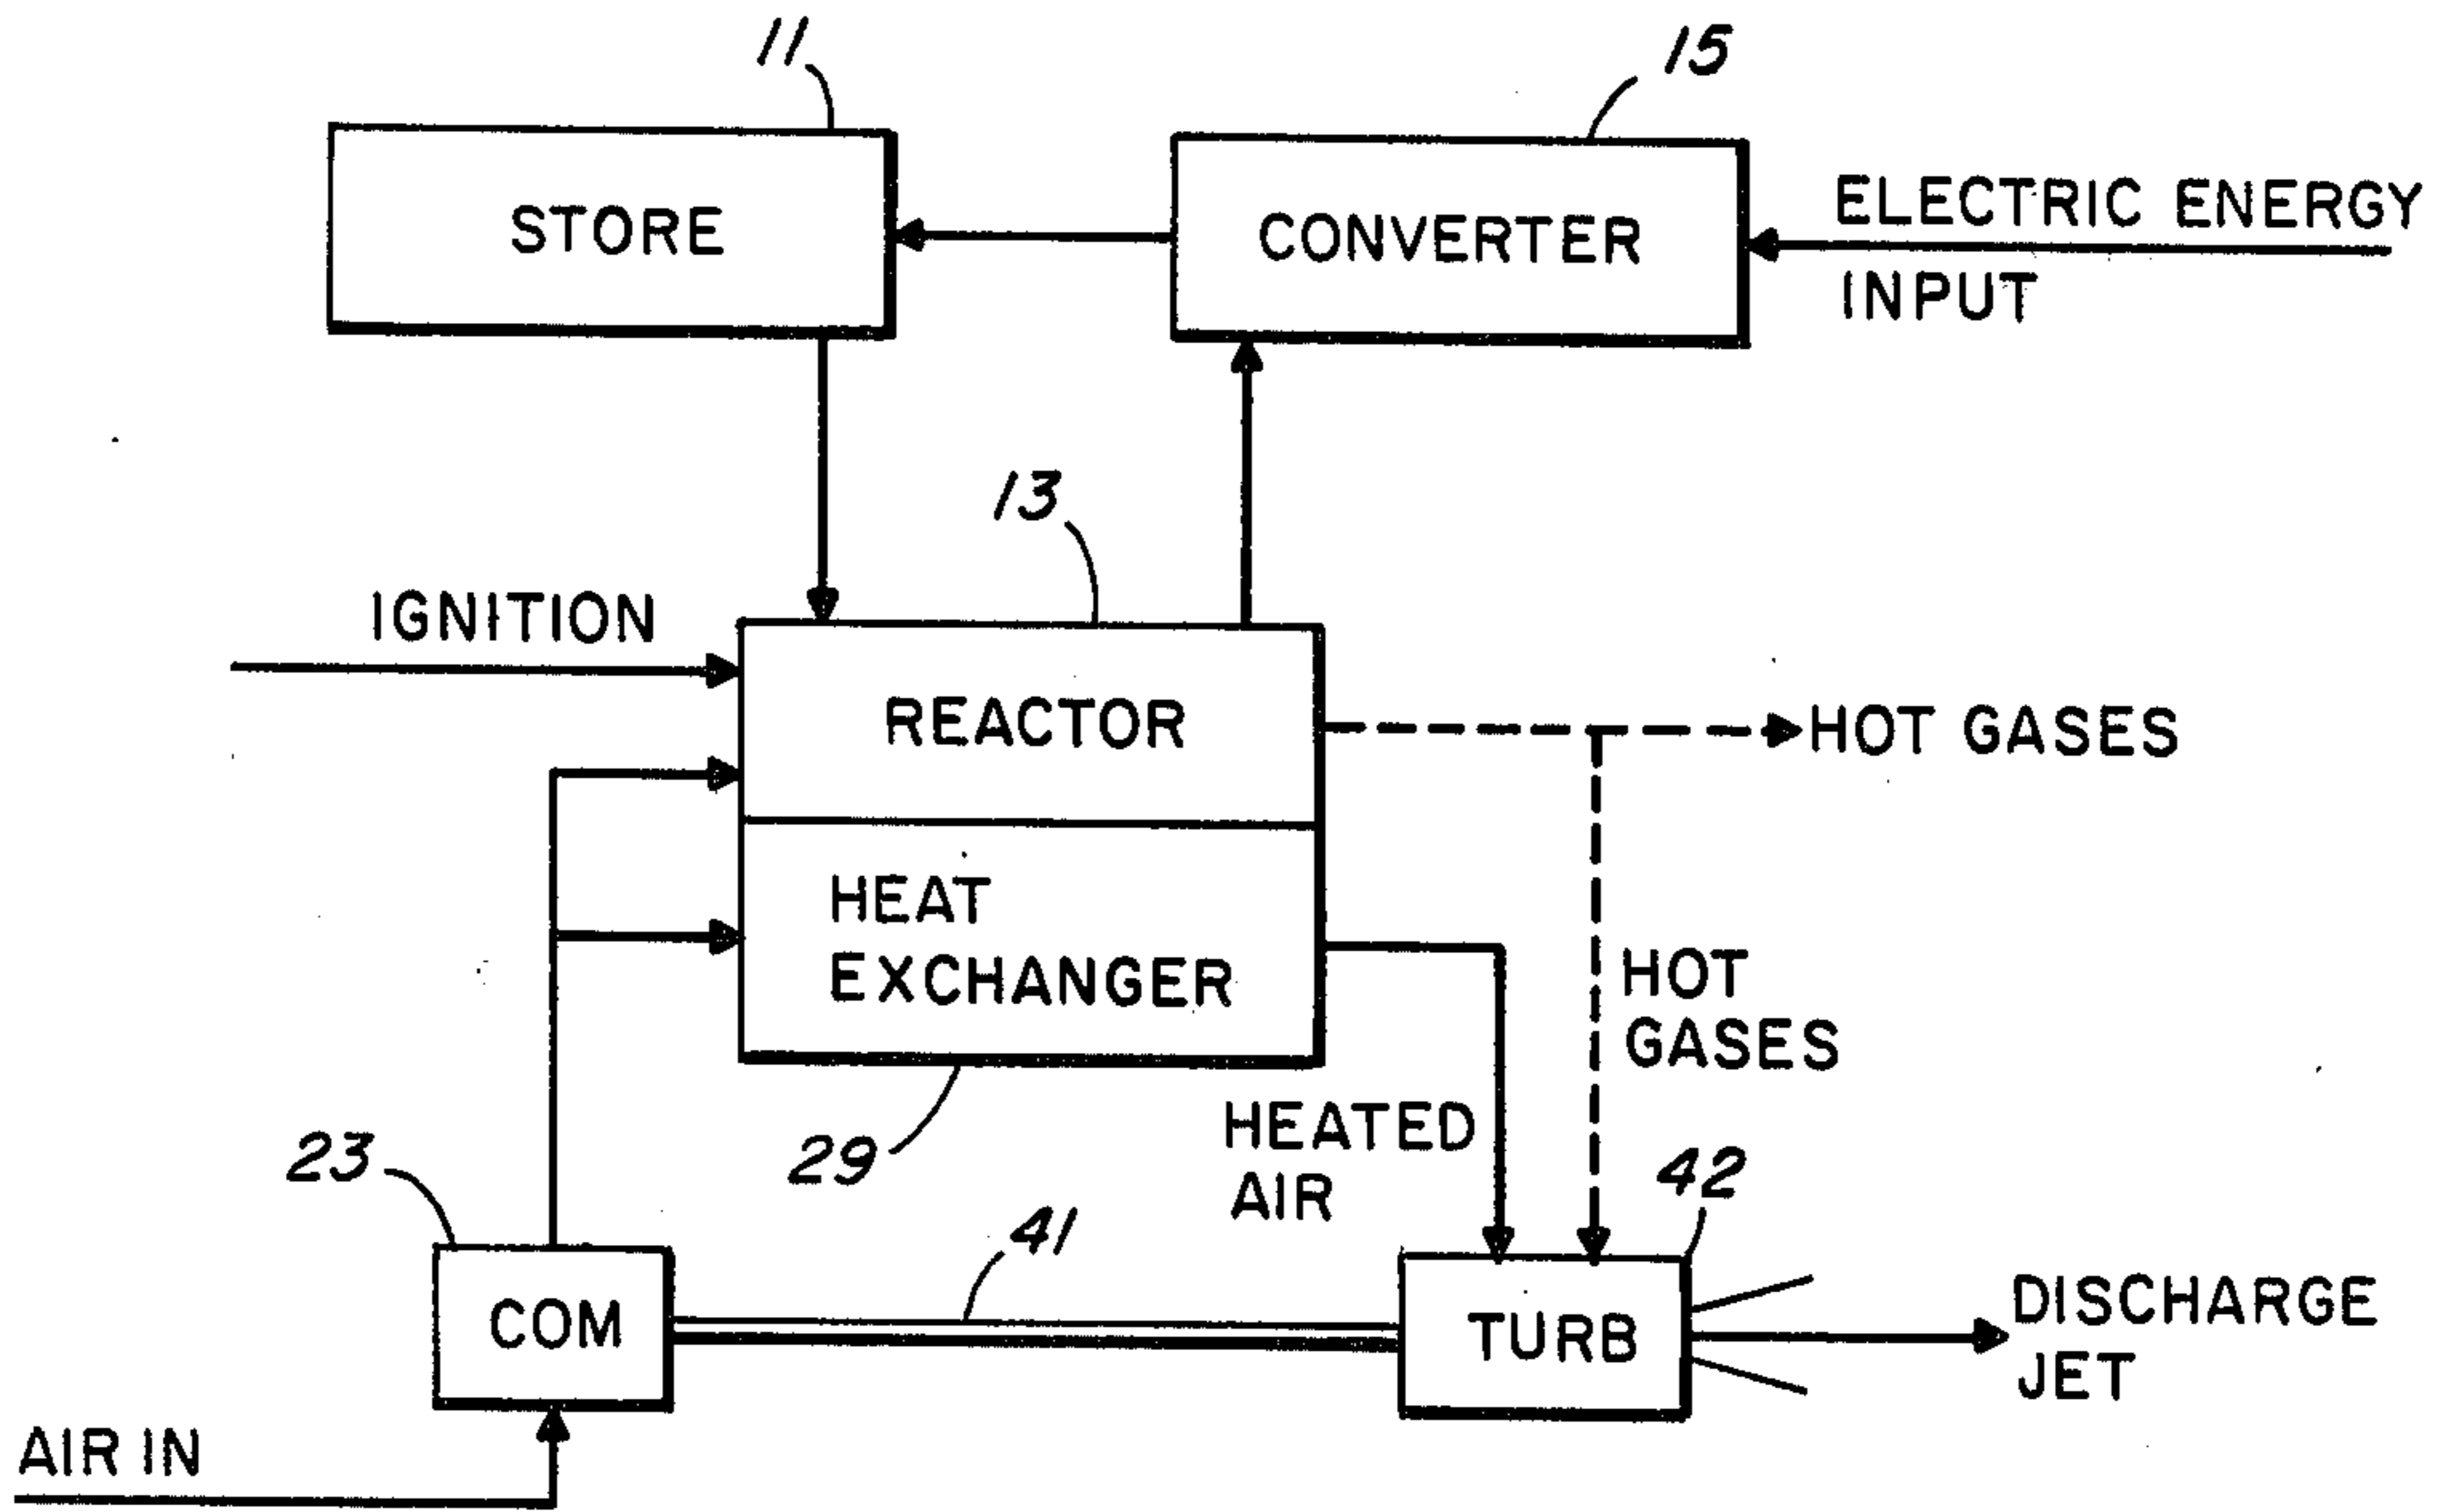 11
15
STORE
CONVERTER
ELECTRIC ENERGY
INPUT
13
IGNITION
REACTOR
HOT GASES
HEAT
EXCHANGER
HOT
GASES
HEATED
AIR
23
29
41
42
COM
TURB
DISCHARGE
JET
AIR IN